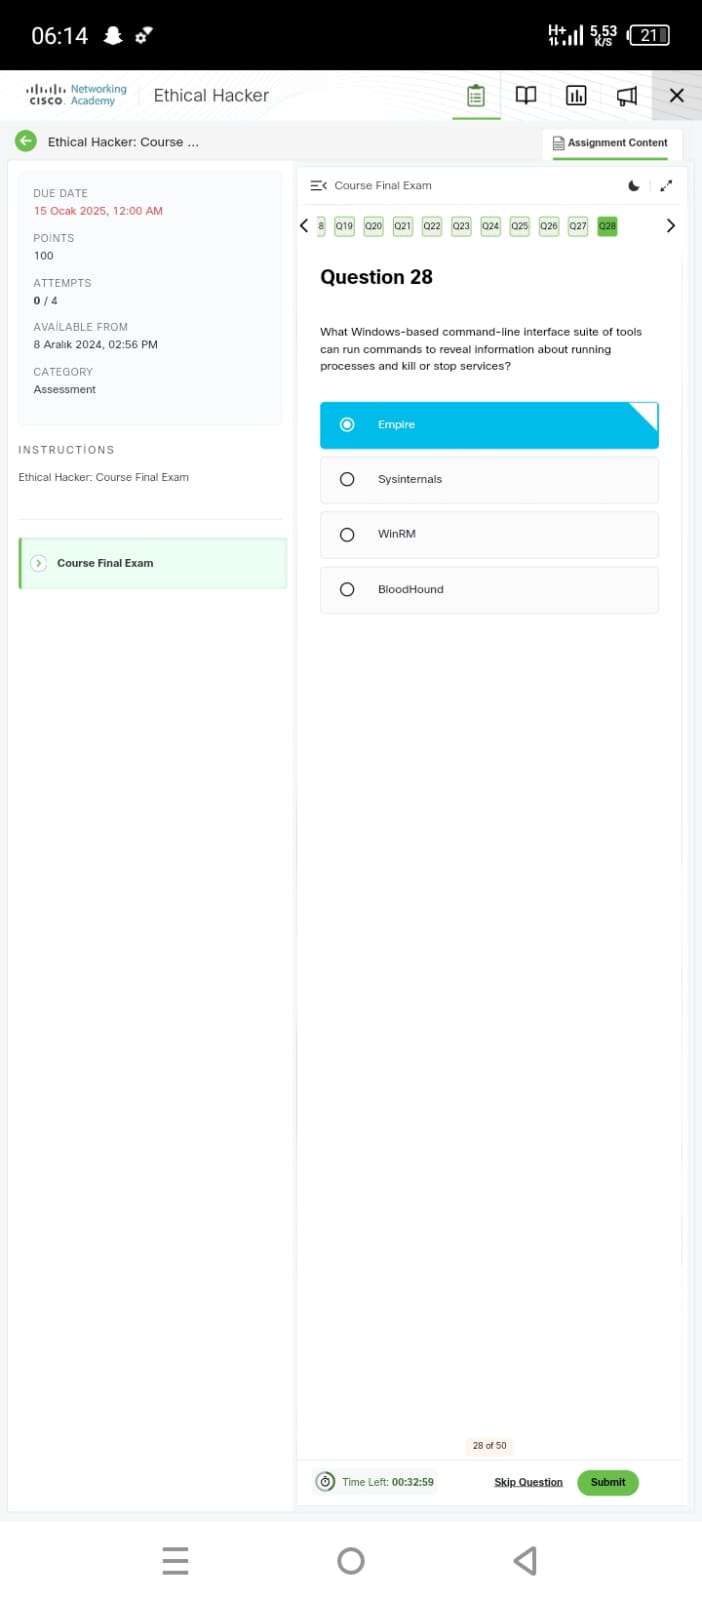 06:14
H+ 5,53 K/S 21
CISCO Networking Academy
Ethical Hacker
Ethical Hacker: Course ...
Assignment Content
DUE DATE
15 Ocak 2025, 12:00 AM
POİNTS
100
ATTEMPTS
0 / 4
AVAİLABLE FROM
8 Aralık 2024, 02:56 PM
CATEGORY
Assessment
INSTRUCTİONS
Ethical Hacker: Course Final Exam
Course Final Exam
Course Final Exam
8 Q19 Q20 Q21 Q22 Q23 Q24 Q25 Q26 Q27 Q28
Question 28
What Windows-based command-line interface suite of tools
can run commands to reveal information about running
processes and kill or stop services?
Empire
Sysinternals
WinRM
BloodHound
28 of 50
Time Left: 00:32:59
Skip Question
Submit